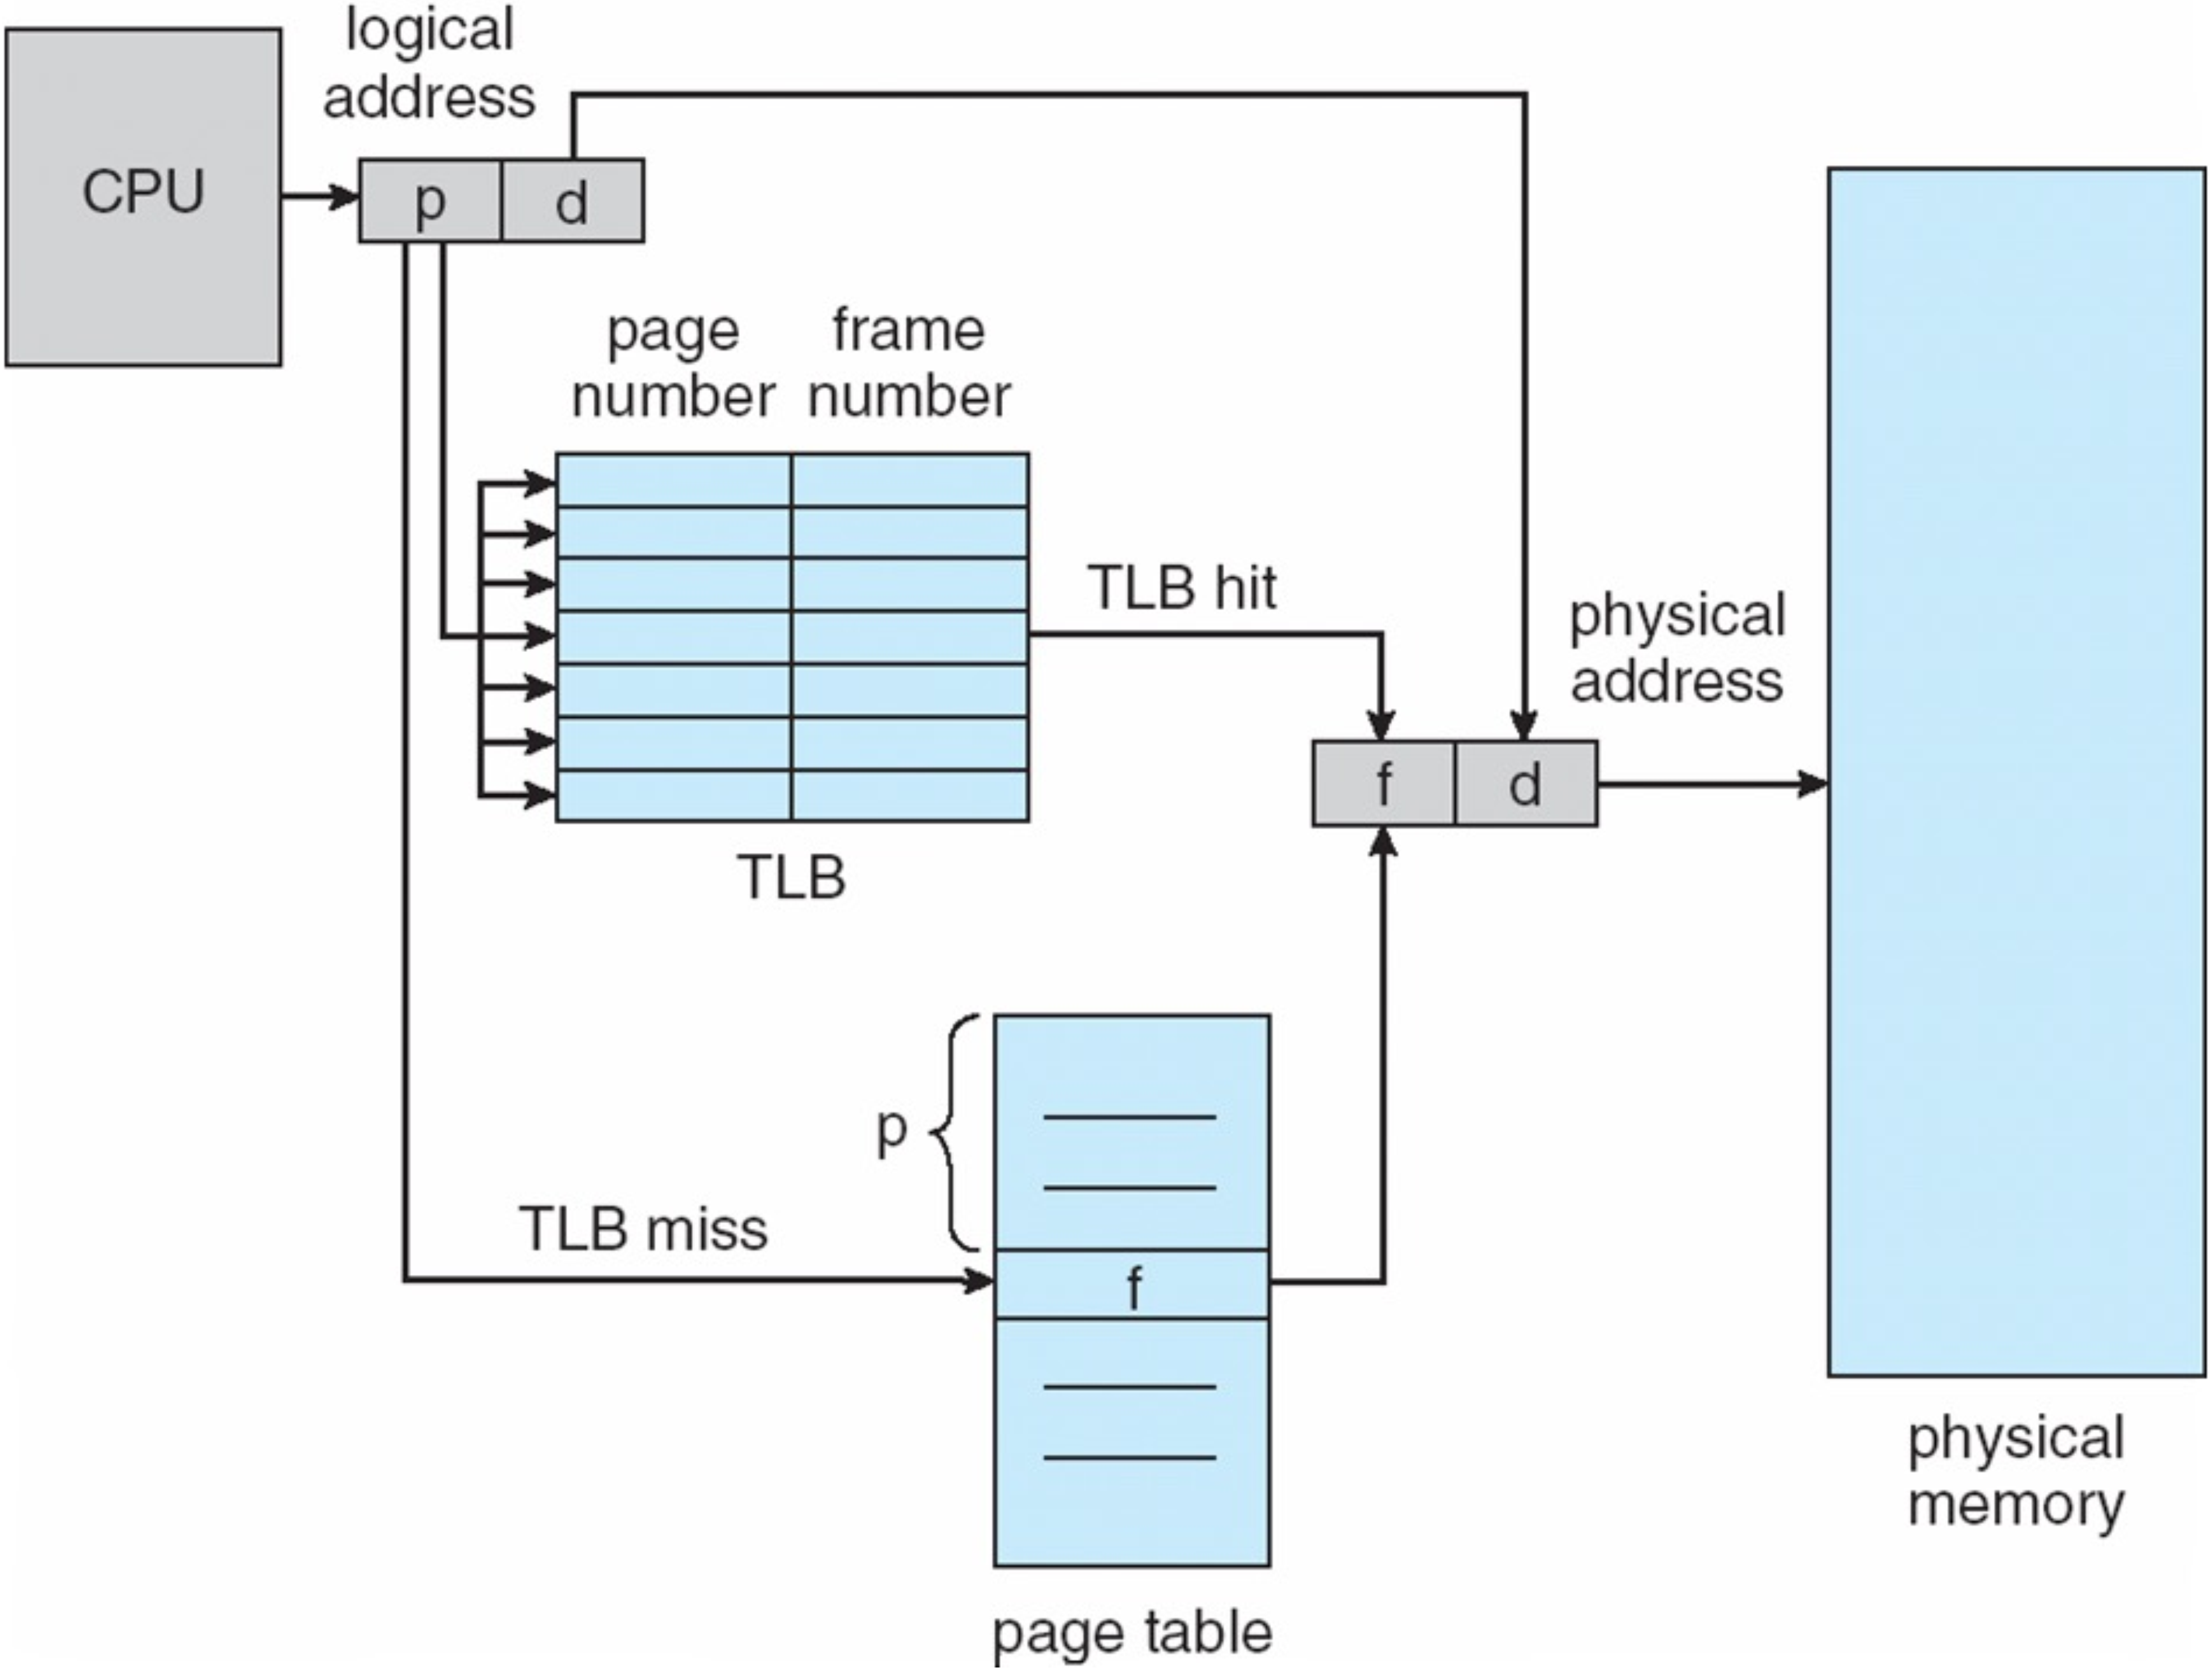 logical
address
CPU
p
d
page
number
frame
number
TLB hit
physical
address
f
d
TLB
p
TLB miss
f
physical
memory
page table